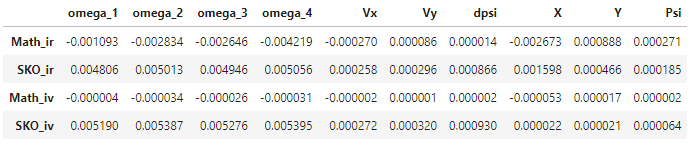 omega_1 omega_2 omega_3 omega_4 Vx Vy dpsi X Y Psi
Math_ir -0.001093 -0.002834 -0.002646 -0.004219 -0.000270 0.000086 0.000014 -0.002673 0.000888 0.000271
SKO_ir 0.004806 0.005013 0.004946 0.005056 0.000258 0.000296 0.000866 0.001598 0.000466 0.000185
Math_iv -0.000004 -0.000034 -0.000026 -0.000031 -0.000002 0.000001 0.000002 -0.000053 0.000017 0.000002
SKO_iv 0.005190 0.005387 0.005276 0.005395 0.000272 0.000320 0.000930 0.000022 0.000021 0.000064